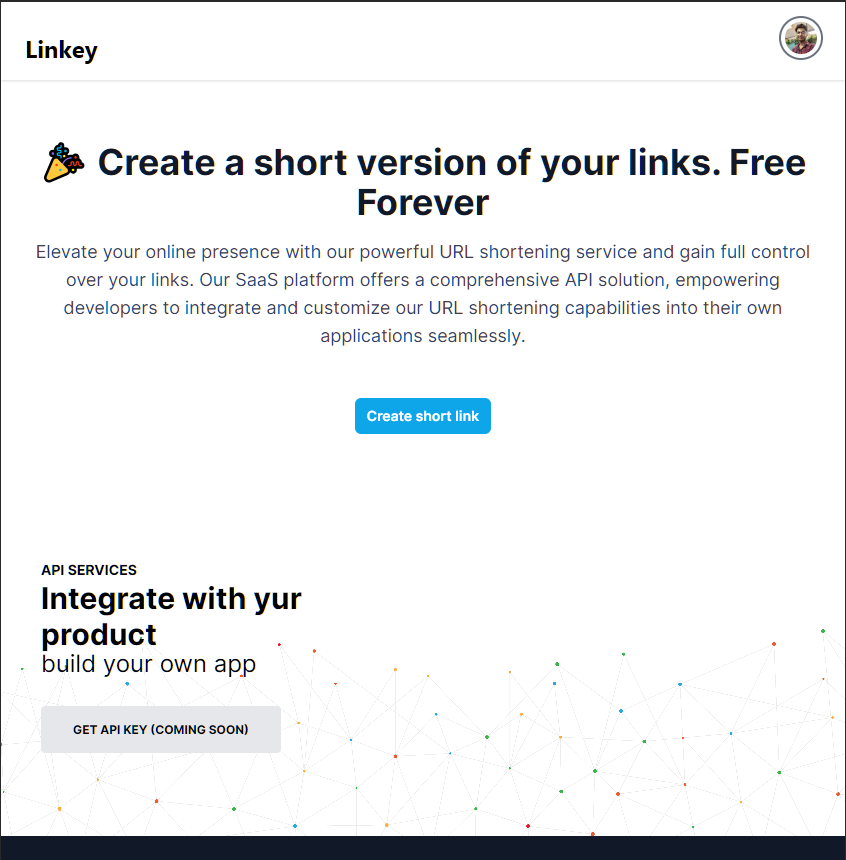 Linkey
Create a short version of your links. Free
Forever
Elevate your online presence with our powerful URL shortening service and gain full control
over your links. Our SaaS platform offers a comprehensive API solution, empowering
developers to integrate and customize our URL shortening capabilities into their own
applications seamlessly.
Create short link
API SERVICES
Integrate with yur
product
build your own app
GET API KEY (COMING SOON)